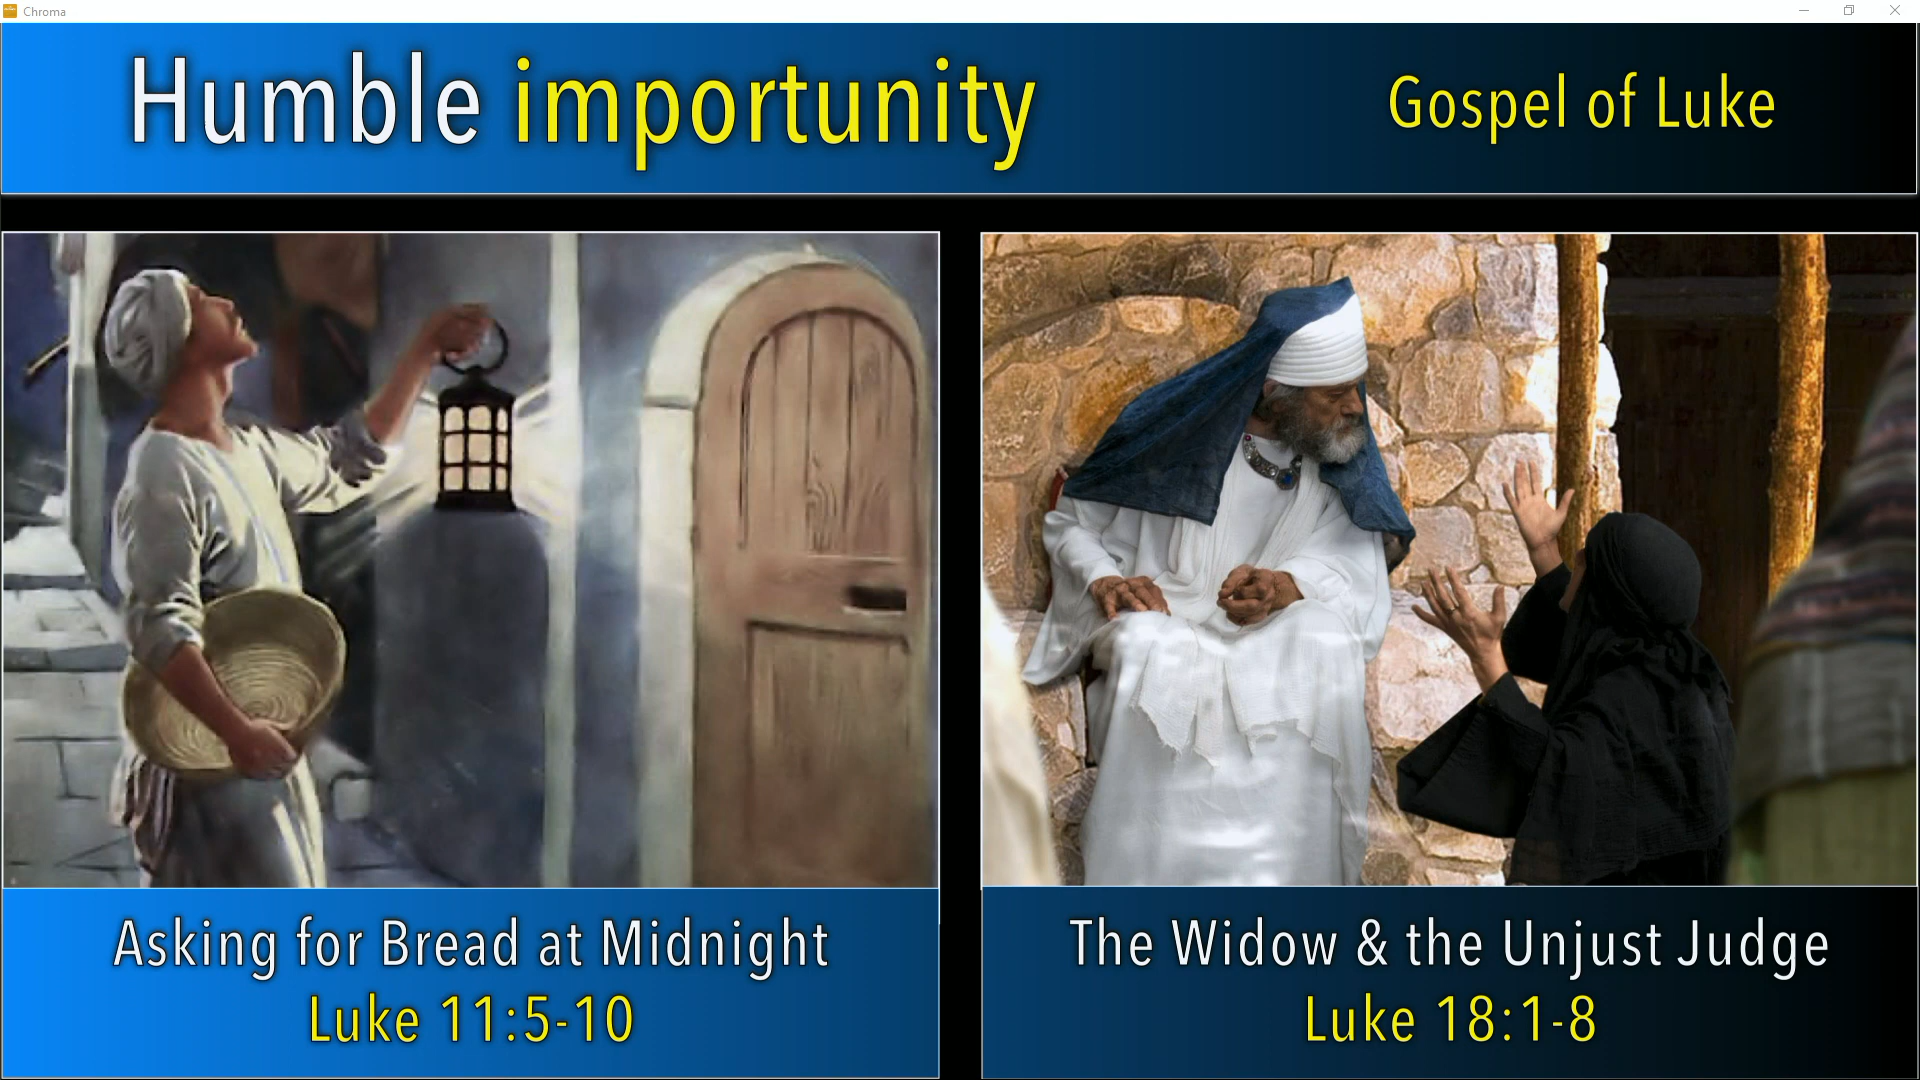 Chroma
Humble importunity
Gospel of Luke
Asking for Bread at Midnight
Luke 11:5-10
The Widow & the Unjust Judge
Luke 18:1-8